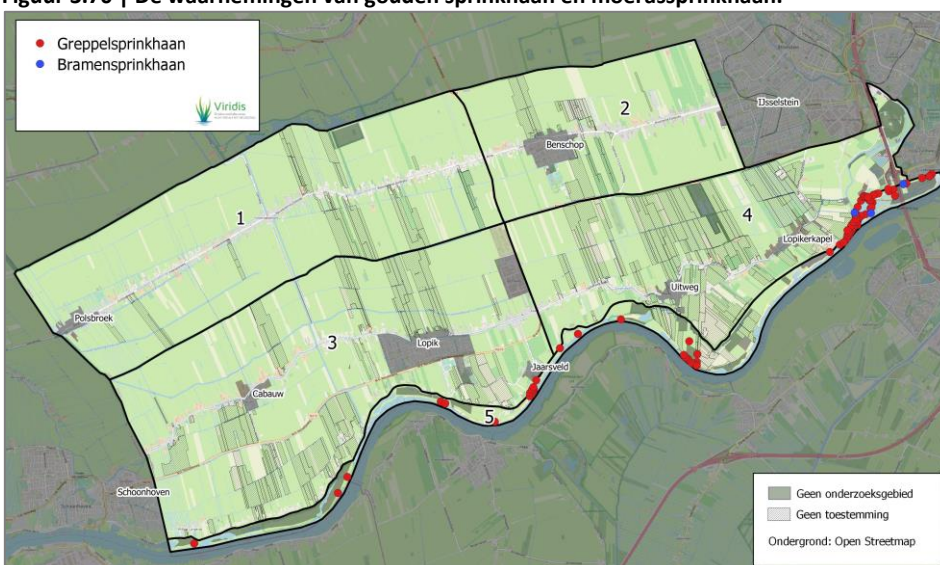 Figuur 3.70 | De waarnemingen van gouden sprinkhaan en moerassprinkhaan.
Greppelsprinkhaan
Bramensprinkhaan
Viridis
IJsselstein
2
Benschop
1
4
Lopikerkapel
Polsbroek
Uitweg
3
Lopik
Jaarsveld
Cabauw
5
Schoonhoven
Geen onderzoeksgebied
Geen toestemming
Ondergrond: Open Streetmap